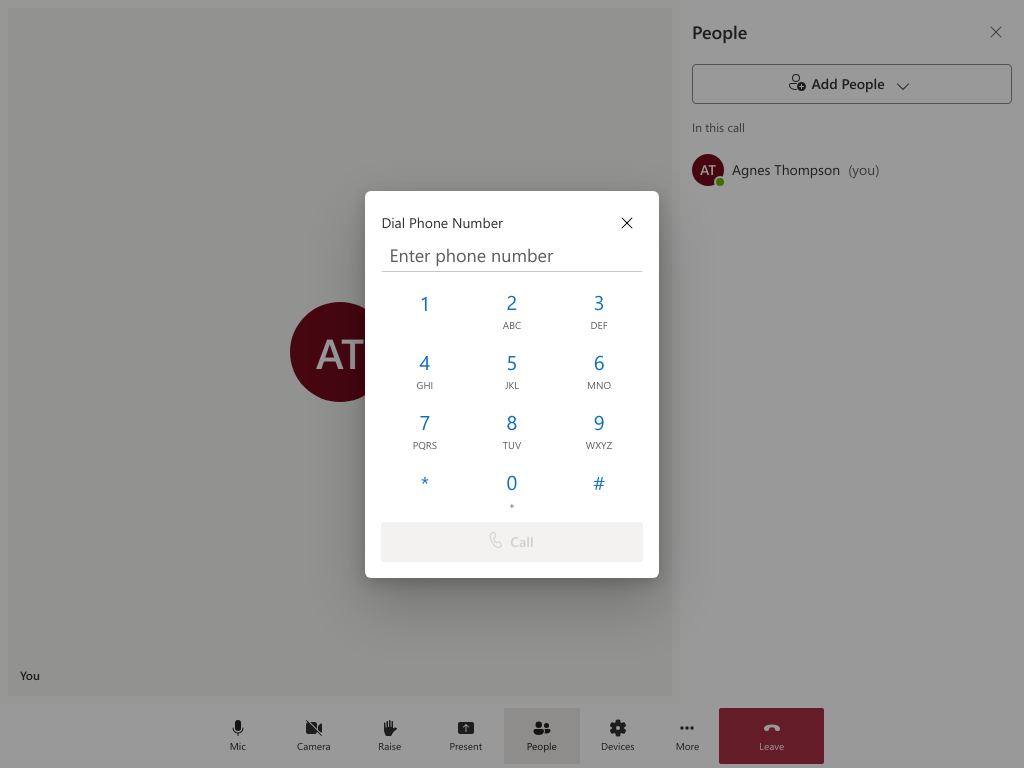 People
Add People
In this call
AT Agnes Thompson (you)
Dial Phone Number
Enter phone number
1 2 3
ABC DEF
4 5 6
GHI JKL MNO
7 8 9
PQRS TUV WXYZ
* 0 #
+
Call
AT
You
Mic Camera Raise Present People Devices More Leave